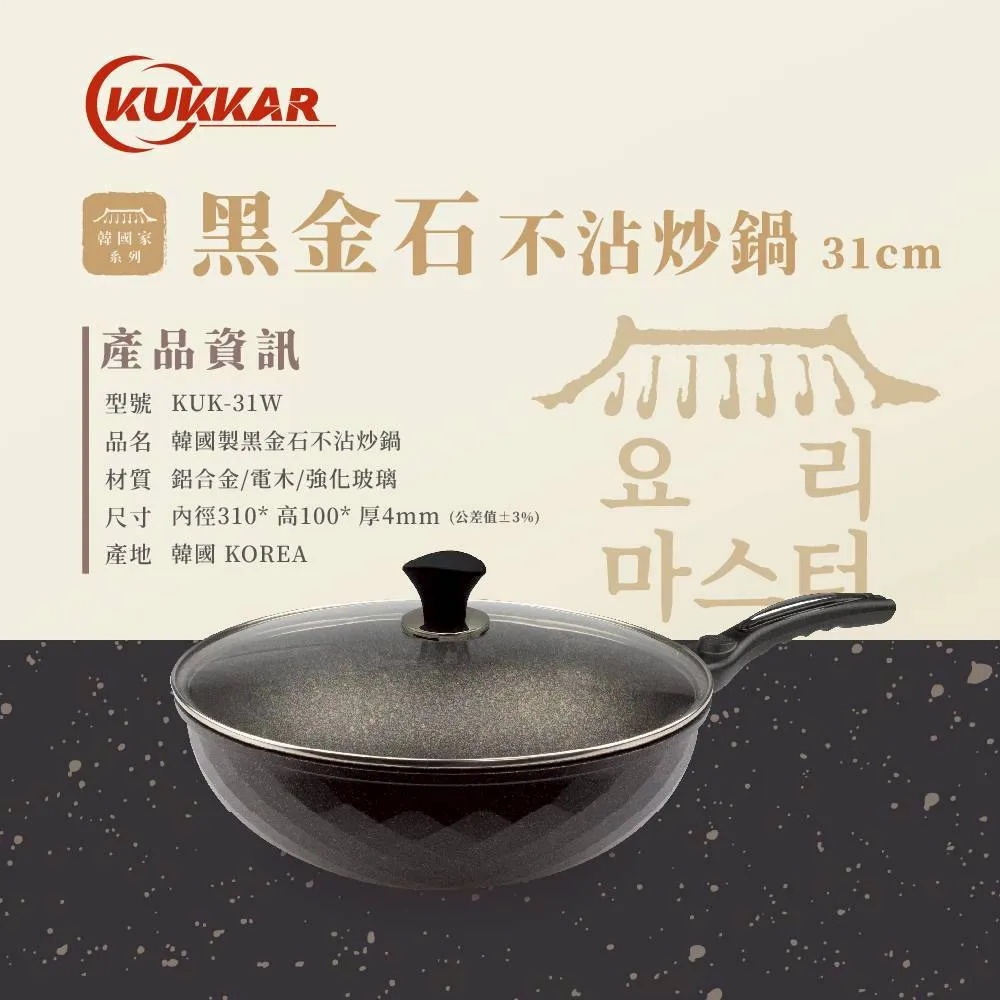 KUKKAR
韓國家
系列
黑金石 不沾炒鍋 31cm
產品資訊
型號 KUK-31W
品名 韓國製黑金石不沾炒鍋
材質 鋁合金/電木/強化玻璃
尺寸 內徑310* 高100* 厚4mm (公差值±3%)
產地 韓國 KOREA
요리
마스터